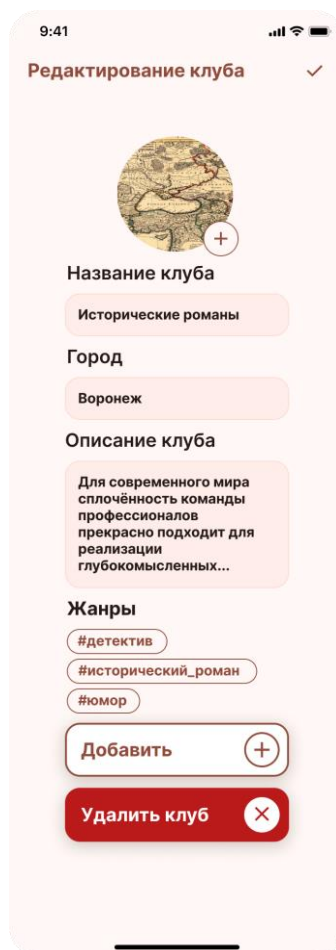 9:41
Редактирование клуба
Название клуба
Исторические романы
Город
Воронеж
Описание клуба
Для современного мира
сплочённость команды
профессионалов
прекрасно подходит для
реализации
глубокомысленных...
Жанры
#детектив
#исторический_роман
#юмор
Добавить
Удалить клуб